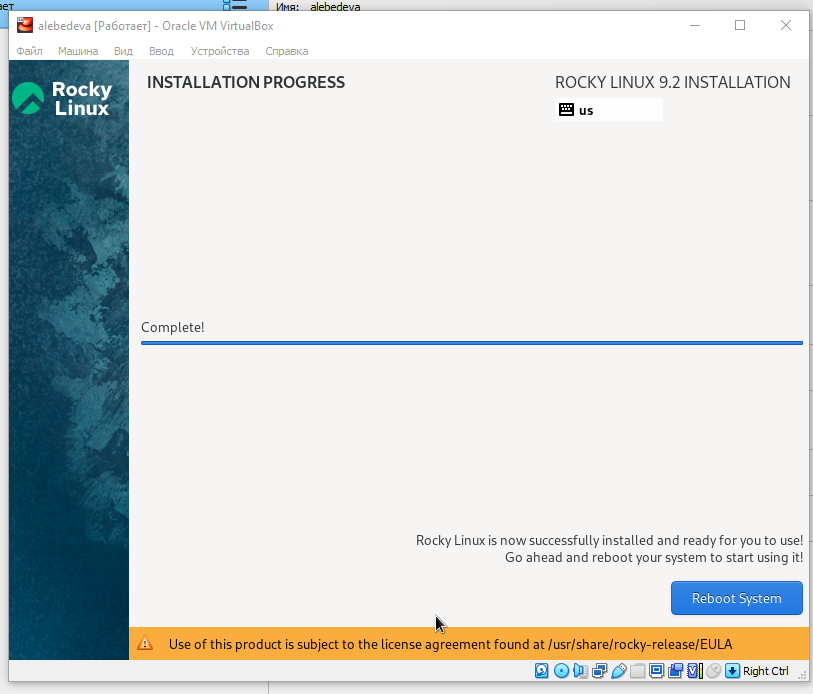 Имя: alebedeva
alebedeva [Работает] - Oracle VM VirtualBox
Файл Машина Вид Ввод Устройства Справка
Rocky
Linux
INSTALLATION PROGRESS
ROCKY LINUX 9.2 INSTALLATION
us
Complete!
Rocky Linux is now successfully installed and ready for you to use!
Go ahead and reboot your system to start using it!
Reboot System
Use of this product is subject to the license agreement found at /usr/share/rocky-release/EULA
Right Ctrl